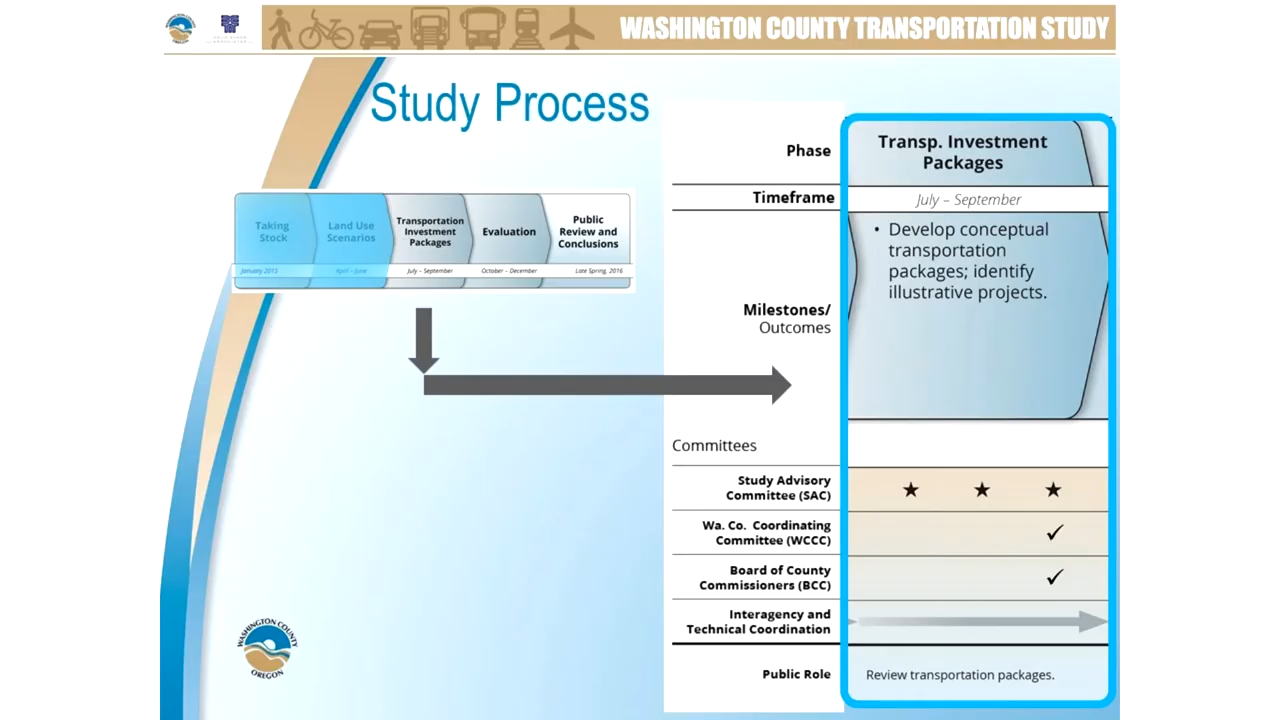 WASHINGTON COUNTY TRANSPORTATION STUDY
Study Process
Taking
Stock
Land Use
Scenarios
Transportation
Investment
Packages
Evaluation
Public
Review and
Conclusions
January 2015
April – June
July – September
October – December
Late Spring, 2016
Phase
Transp. Investment
Packages
Timeframe
July – September
Milestones/
Outcomes
• Develop conceptual
transportation
packages; identify
illustrative projects.
Committees
Study Advisory
Committee (SAC)
★ ★ ★
Wa. Co. Coordinating
Committee (WCCC)
✓
Board of County
Commissioners (BCC)
✓
Interagency and
Technical Coordination
Public Role
Review transportation packages.
WASHINGTON COUNTY
OREGON